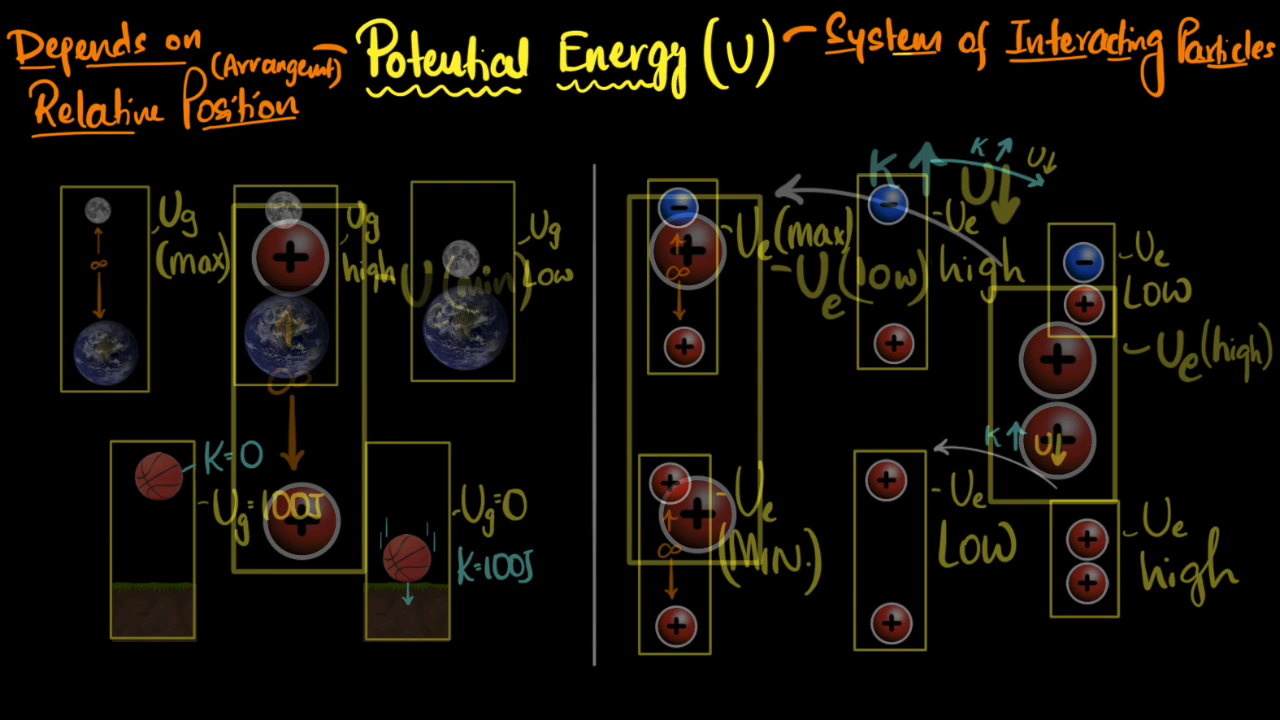 Depends on
(Arrangemt)
Relative Position
Potential Energy (U)
System of Interacting Particles
Ug
(max)
∞
Ug
high
U (min)
Ug
Low
∞
K=0
Ug=100J
Ug=0
K=100J
K
K
U
U
Ue(max)
∞
Ue(low)
Ue
high
Ue
Low
Ue(high)
K
U
Ue
(MIN.)
∞
Ue
Low
Ue
high